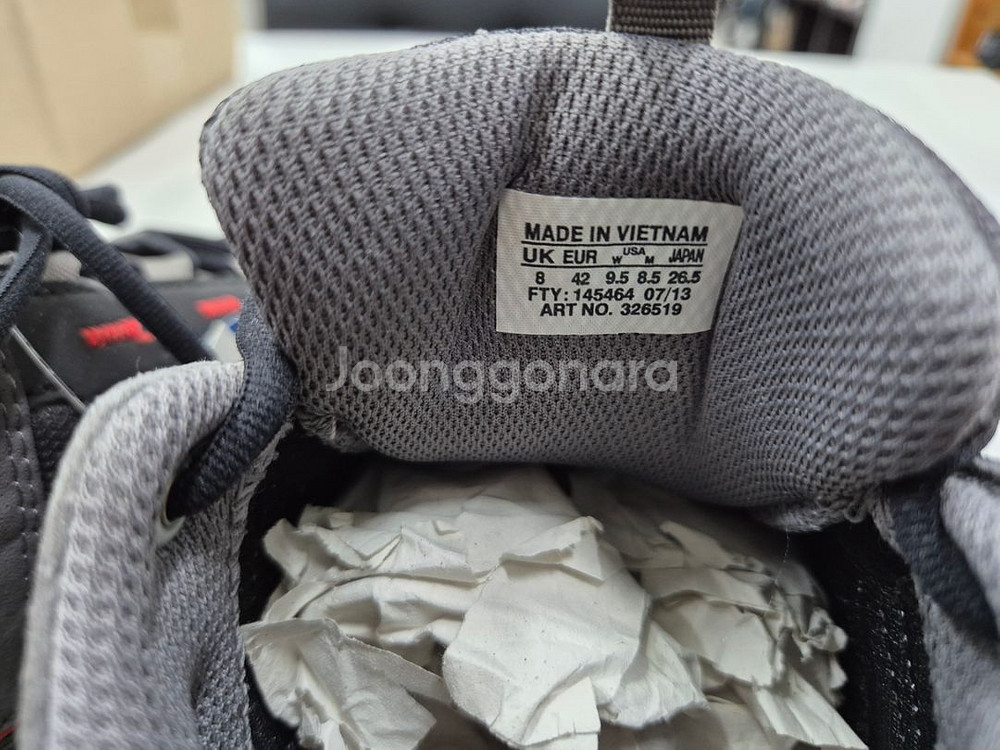 MADE IN VIETNAM
UK EUR W USA M JAPAN
8 42 9.5 8.5 26.5
FTY: 145464 07/13
ART NO. 326519
Joonggonara